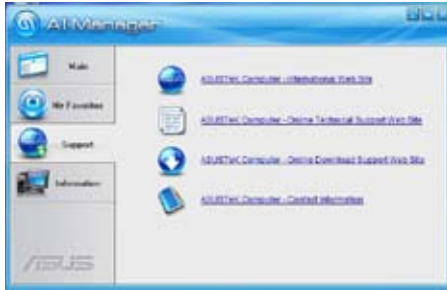 AI Manager
Main
My Favorites
Support
Information
ASUSTeK Computer - International Web Site
ASUSTeK Computer - Online Technical Support Web Site
ASUSTeK Computer - Online Download Support Web Site
ASUSTeK Computer - Contact Information
ASUS